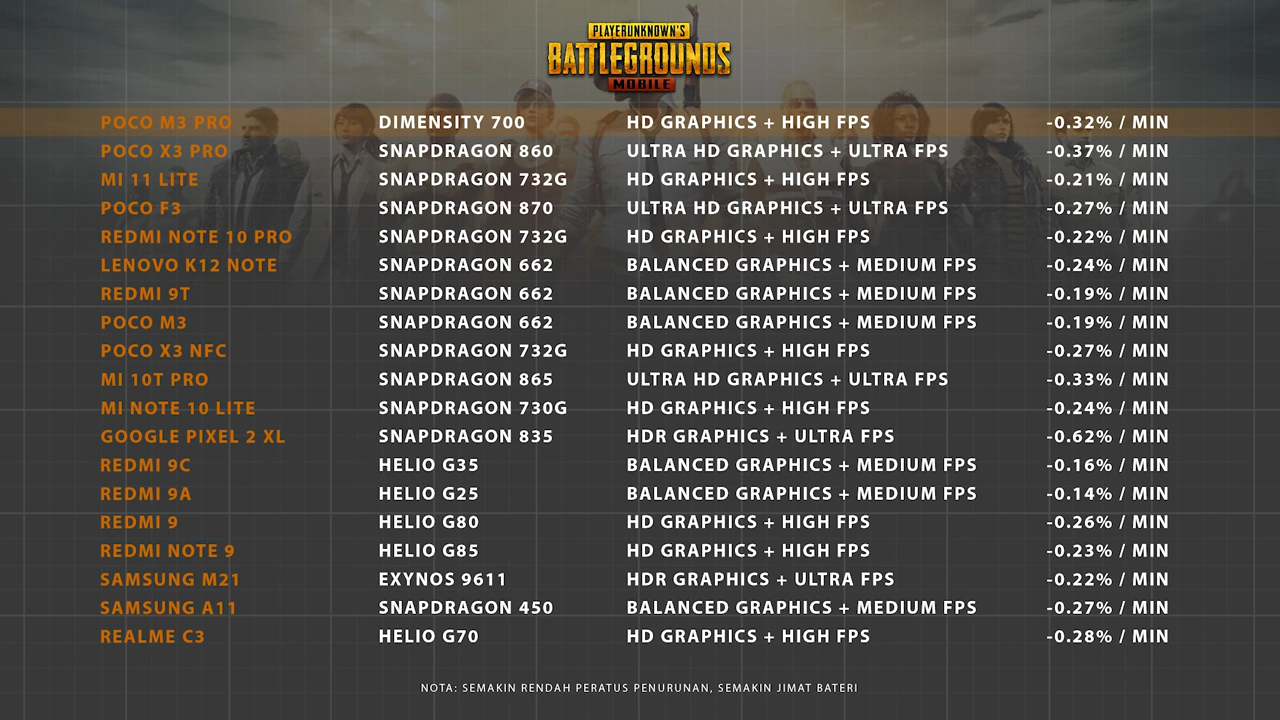 PLAYERUNKNOWN'S
BATTLEGROUNDS
MOBILE
POCO M3 PRO DIMENSITY 700 HD GRAPHICS + HIGH FPS -0.32% / MIN
POCO X3 PRO SNAPDRAGON 860 ULTRA HD GRAPHICS + ULTRA FPS -0.37% / MIN
MI 11 LITE SNAPDRAGON 732G HD GRAPHICS + HIGH FPS -0.21% / MIN
POCO F3 SNAPDRAGON 870 ULTRA HD GRAPHICS + ULTRA FPS -0.27% / MIN
REDMI NOTE 10 PRO SNAPDRAGON 732G HD GRAPHICS + HIGH FPS -0.22% / MIN
LENOVO K12 NOTE SNAPDRAGON 662 BALANCED GRAPHICS + MEDIUM FPS -0.24% / MIN
REDMI 9T SNAPDRAGON 662 BALANCED GRAPHICS + MEDIUM FPS -0.19% / MIN
POCO M3 SNAPDRAGON 662 BALANCED GRAPHICS + MEDIUM FPS -0.19% / MIN
POCO X3 NFC SNAPDRAGON 732G HD GRAPHICS + HIGH FPS -0.27% / MIN
MI 10T PRO SNAPDRAGON 865 ULTRA HD GRAPHICS + ULTRA FPS -0.33% / MIN
MI NOTE 10 LITE SNAPDRAGON 730G HD GRAPHICS + HIGH FPS -0.24% / MIN
GOOGLE PIXEL 2 XL SNAPDRAGON 835 HDR GRAPHICS + ULTRA FPS -0.62% / MIN
REDMI 9C HELIO G35 BALANCED GRAPHICS + MEDIUM FPS -0.16% / MIN
REDMI 9A HELIO G25 BALANCED GRAPHICS + MEDIUM FPS -0.14% / MIN
REDMI 9 HELIO G80 HD GRAPHICS + HIGH FPS -0.26% / MIN
REDMI NOTE 9 HELIO G85 HD GRAPHICS + HIGH FPS -0.23% / MIN
SAMSUNG M21 EXYNOS 9611 HDR GRAPHICS + ULTRA FPS -0.22% / MIN
SAMSUNG A11 SNAPDRAGON 450 BALANCED GRAPHICS + MEDIUM FPS -0.27% / MIN
REALME C3 HELIO G70 HD GRAPHICS + HIGH FPS -0.28% / MIN
NOTA: SEMAKIN RENDAH PERATUS PENURUNAN, SEMAKIN JIMAT BATERI